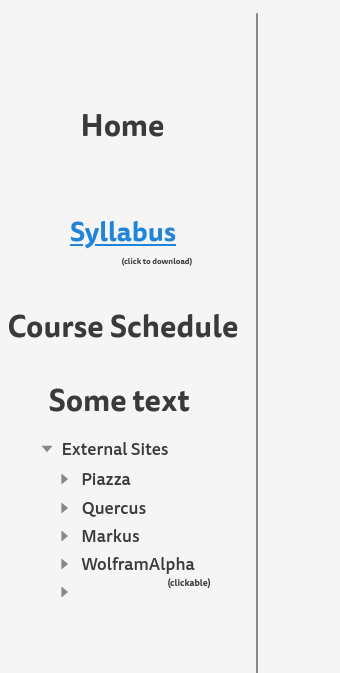 Home
Syllabus
(click to download)
Course Schedule
Some text
External Sites
Piazza
Quercus
Markus
WolframAlpha
(clickable)